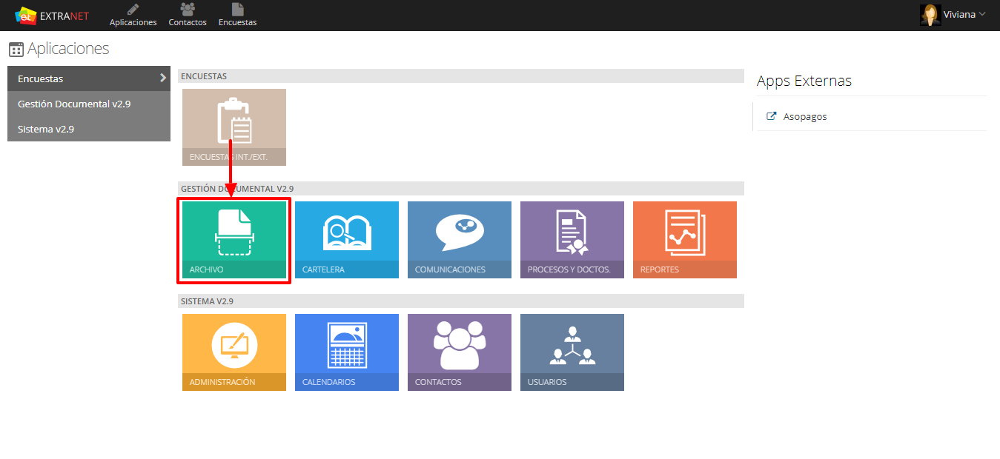 et EXTRANET
Aplicaciones
Contactos
Encuestas
Viviana
Aplicaciones
Encuestas
Gestión Documental v2.9
Sistema v2.9
ENCUESTAS
ENCUESTAS INT./EXT.
GESTIÓN DOCUMENTAL V2.9
ARCHIVO
CARTELERA
COMUNICACIONES
PROCESOS Y DOCTOS.
REPORTES
SISTEMA V2.9
ADMINISTRACIÓN
CALENDARIOS
CONTACTOS
USUARIOS
Apps Externas
Asopagos